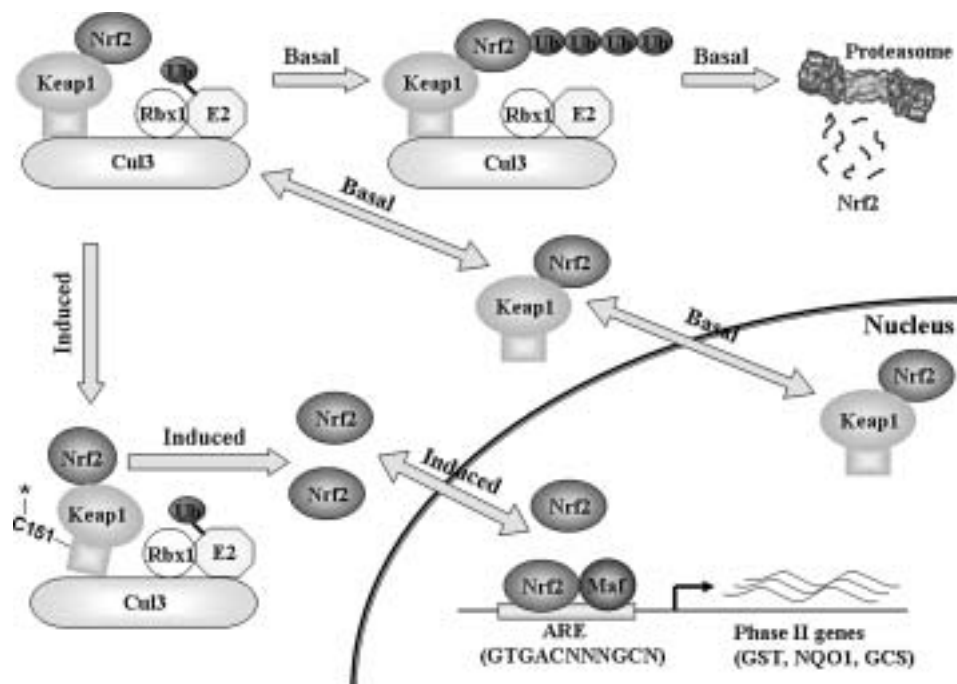 Nrf2
Keap1
Ub
Rbx1
E2
Cul3
Basal
Nrf2
Ub
Ub
Ub
Ub
Keap1
Rbx1
E2
Cul3
Basal
Proteasome
Nrf2
Basal
Nrf2
Keap1
Basal
Nucleus
Nrf2
Keap1
Induced
Nrf2
Keap1
*
C151
Ub
Rbx1
E2
Cul3
Induced
Nrf2
Nrf2
Induced
Nrf2
Nrf2
Maf
ARE
(GTGACNNNGCN)
Phase II genes
(GST, NQO1, GCS)